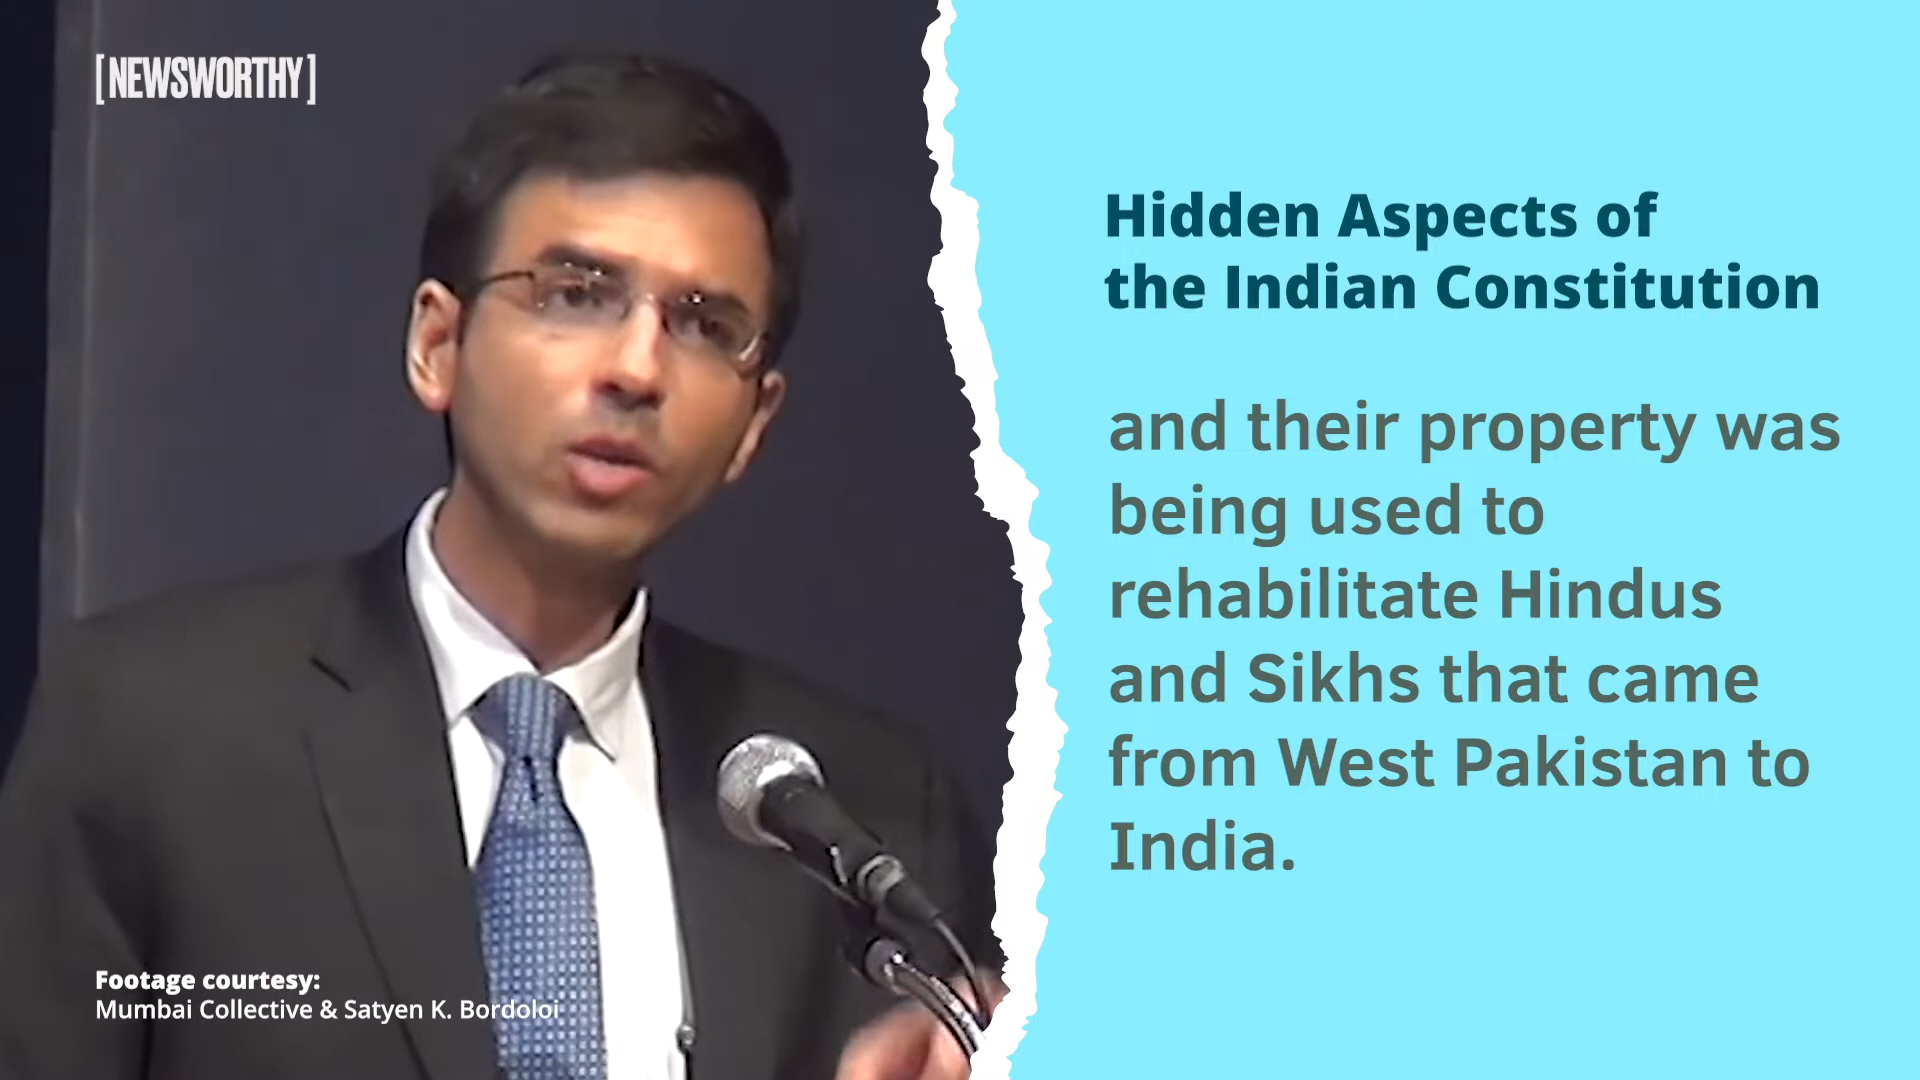 [NEWSWORTHY]
Hidden Aspects of
the Indian Constitution
and their property was
being used to
rehabilitate Hindus
and Sikhs that came
from West Pakistan to
India.
Footage courtesy:
Mumbai Collective & Satyen K. Bordoloi